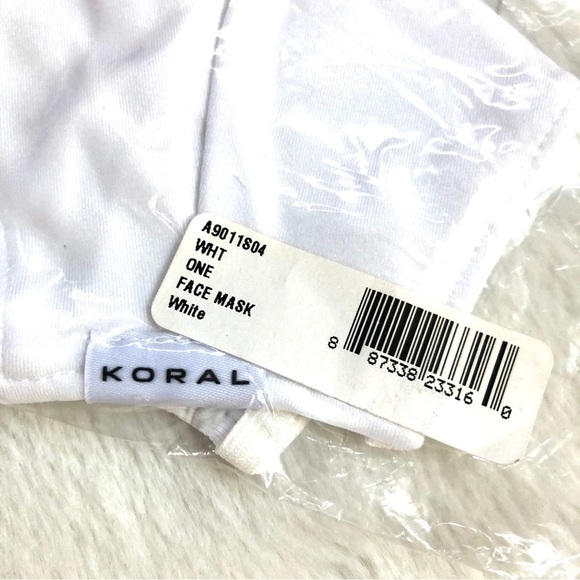 A9011S04
WHT
ONE
FACE MASK
White
8 87338 23316 0
KORAL